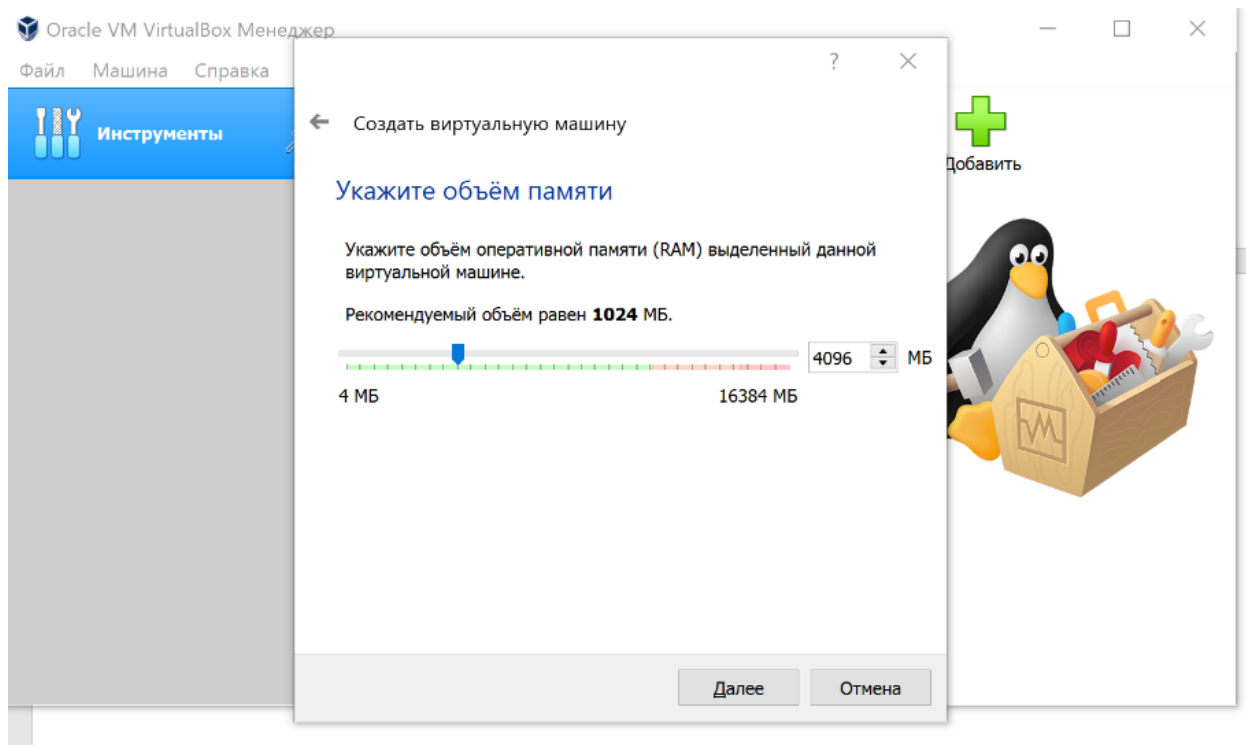 Oracle VM VirtualBox Менеджер
Файл Машина Справка
?
Инструменты
Создать виртуальную машину
Добавить
Укажите объём памяти
Укажите объём оперативной памяти (RAM) выделенный данной
виртуальной машине.
Рекомендуемый объём равен 1024 МБ.
4096 МБ
4 МБ 16384 МБ
Далее Отмена